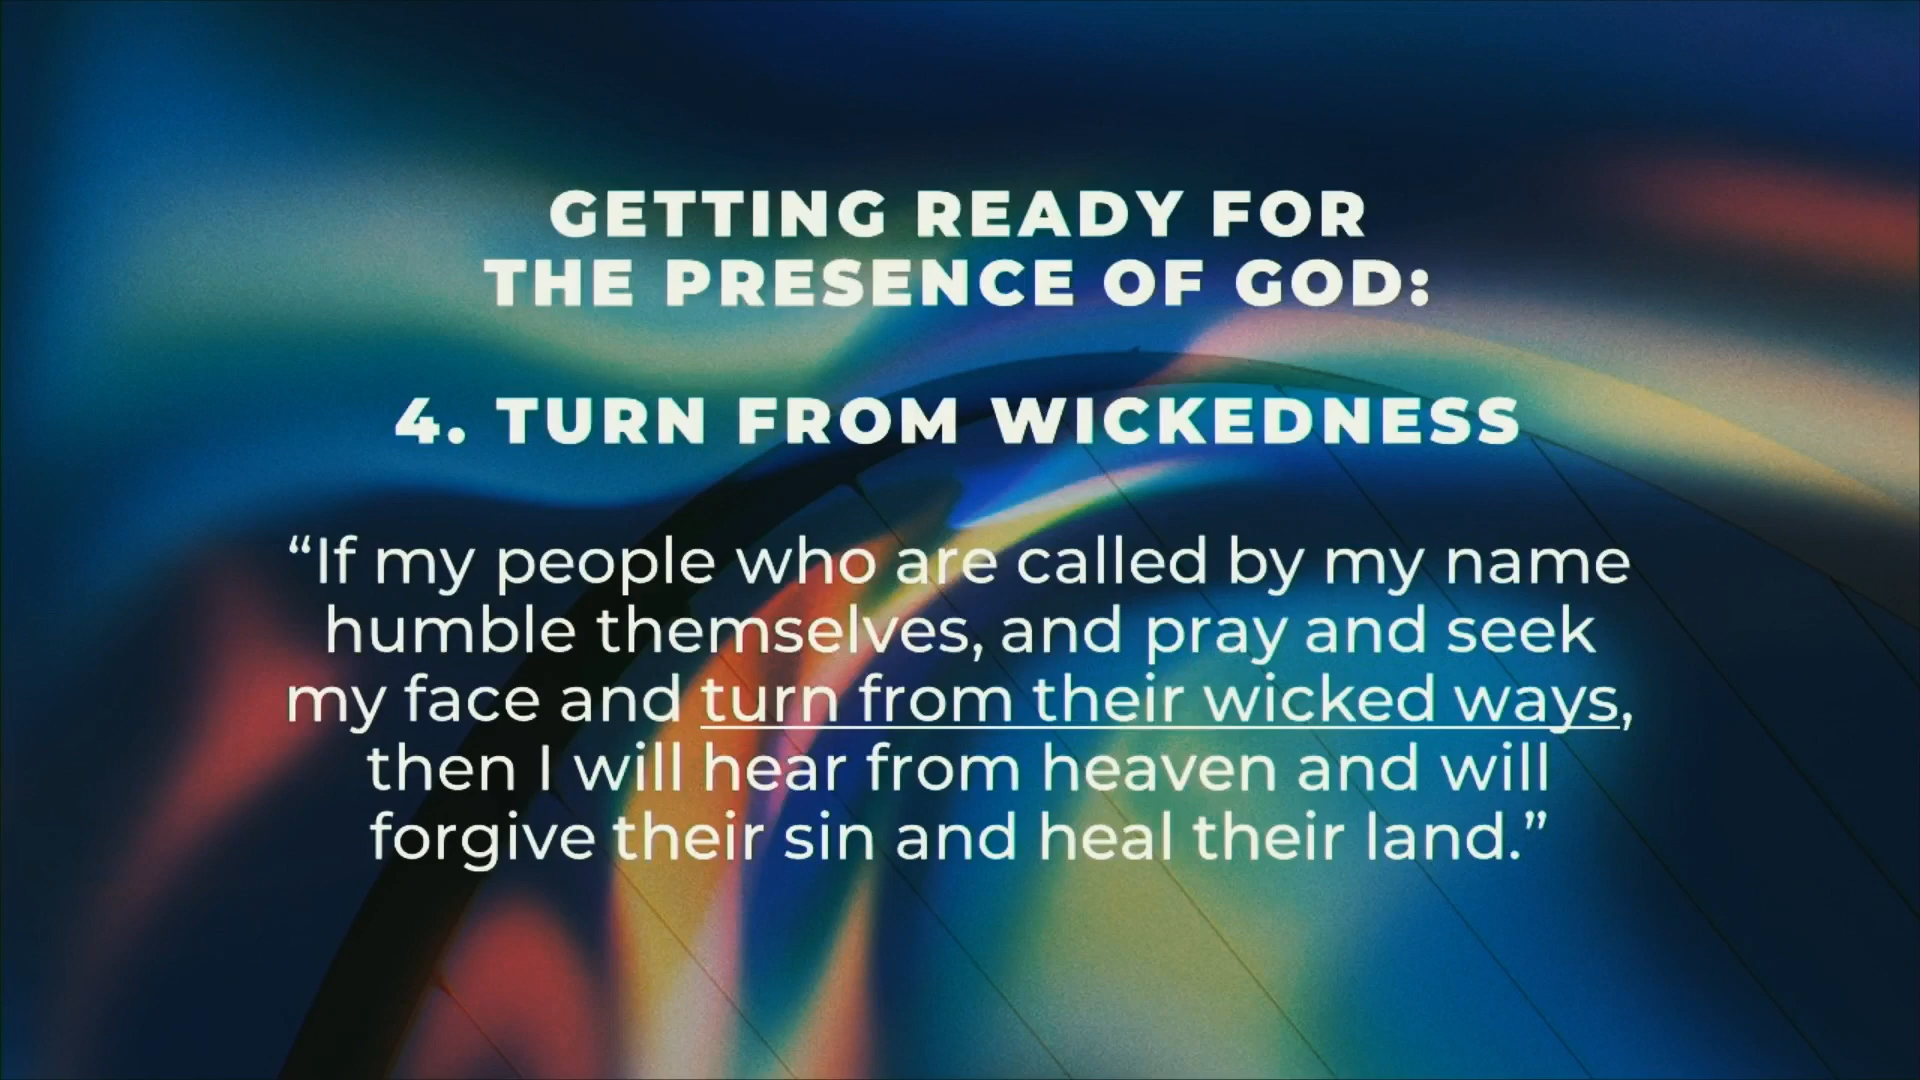 GETTING READY FOR
THE PRESENCE OF GOD:
4. TURN FROM WICKEDNESS
“If my people who are called by my name
humble themselves, and pray and seek
my face and turn from their wicked ways,
then I will hear from heaven and will
forgive their sin and heal their land.”